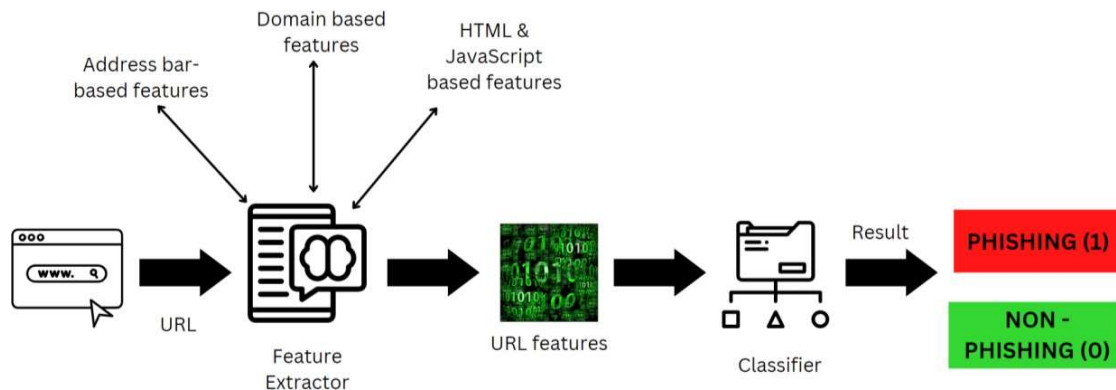 Domain based
features
HTML &
JavaScript
based features
Address bar-
based features
www.
URL
Feature
Extractor
URL features
Classifier
Result
PHISHING (1)
NON -
PHISHING (0)